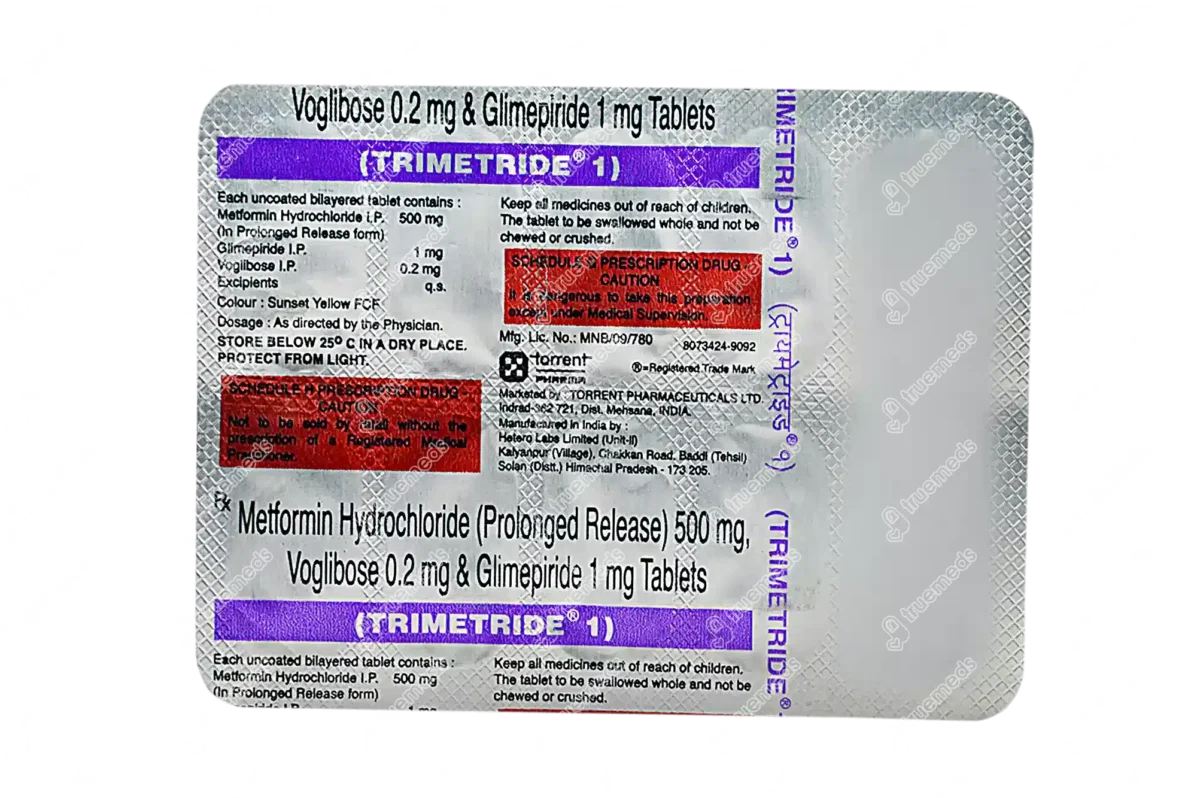 Voglibose 0.2 mg & Glimepiride 1 mg Tablets
(TRIMETRIDE® 1)
Each uncoated bilayered tablet contains :
Metformin Hydrochloride I.P. 500 mg
(In Prolonged Release form)
Glimepiride I.P. 1 mg
Voglibose I.P. 0.2 mg
Excipients q.s.
Colour : Sunset Yellow FCF
Dosage : As directed by the Physician.
STORE BELOW 25° C IN A DRY PLACE.
PROTECT FROM LIGHT.
SCHEDULE H PRESCRIPTION DRUG -
CAUTION
Not to be sold by retail without the
prescription of a Registered Medical
Practitioner.
Keep all medicines out of reach of children.
The tablet to be swallowed whole and not be
chewed or crushed.
SCHEDULE G PRESCRIPTION DRUG -
CAUTION
It is dangerous to take this preparation
except under Medical Supervision.
Mfg. Lic. No.: MNB/09/780
8073424-9092
torrent
PHARMA
®=Registered Trade Mark
Marketed by : TORRENT PHARMACEUTICALS LTD.
Indrad-382 721, Dist. Mehsana, INDIA.
Manufactured in India by :
Hetero Labs Limited (Unit-II)
Kalyanpur (Village), Chakkan Road, Baddi (Tehsil)
Solan (Distt.) Himachal Pradesh - 173 205.
Rx Metformin Hydrochloride (Prolonged Release) 500 mg,
Voglibose 0.2 mg & Glimepiride 1 mg Tablets
(TRIMETRIDE® 1)
Each uncoated bilayered tablet contains :
Metformin Hydrochloride I.P. 500 mg
(In Prolonged Release form)
Keep all medicines out of reach of children.
The tablet to be swallowed whole and not be
chewed or crushed.
RIMETRIDE® 1)
(ट्रायमेट्राइड® १)
(TRIMETRIDE®
truemeds